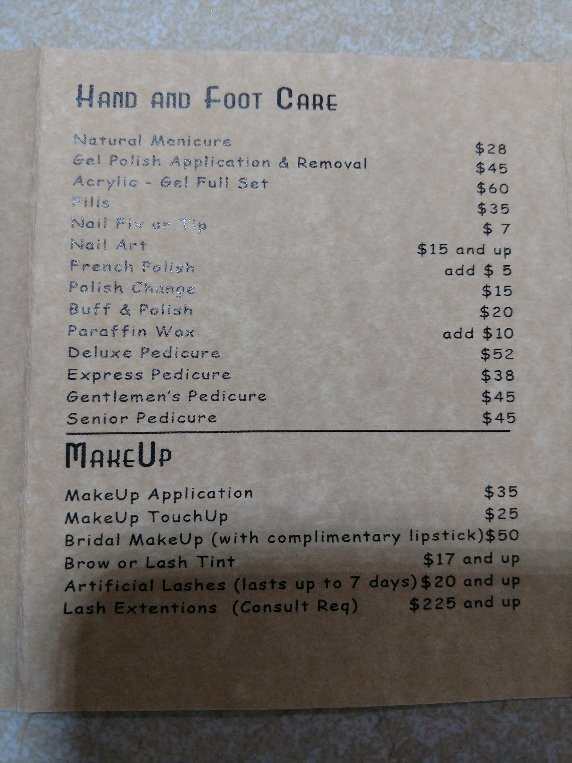 Hand and Foot Care
Natural Manicure $28
Gel Polish Application & Removal $45
Acrylic - Gel Full Set $60
Fills $35
Nail Fix or Tip $ 7
Nail Art $15 and up
French Polish add $ 5
Polish Change $15
Buff & Polish $20
Paraffin Wax add $10
Deluxe Pedicure $52
Express Pedicure $38
Gentlemen's Pedicure $45
Senior Pedicure $45
MakeUp
MakeUp Application $35
MakeUp TouchUp $25
Bridal MakeUp (with complimentary lipstick)$50
Brow or Lash Tint $17 and up
Artificial Lashes (lasts up to 7 days)$20 and up
Lash Extentions (Consult Req) $225 and up